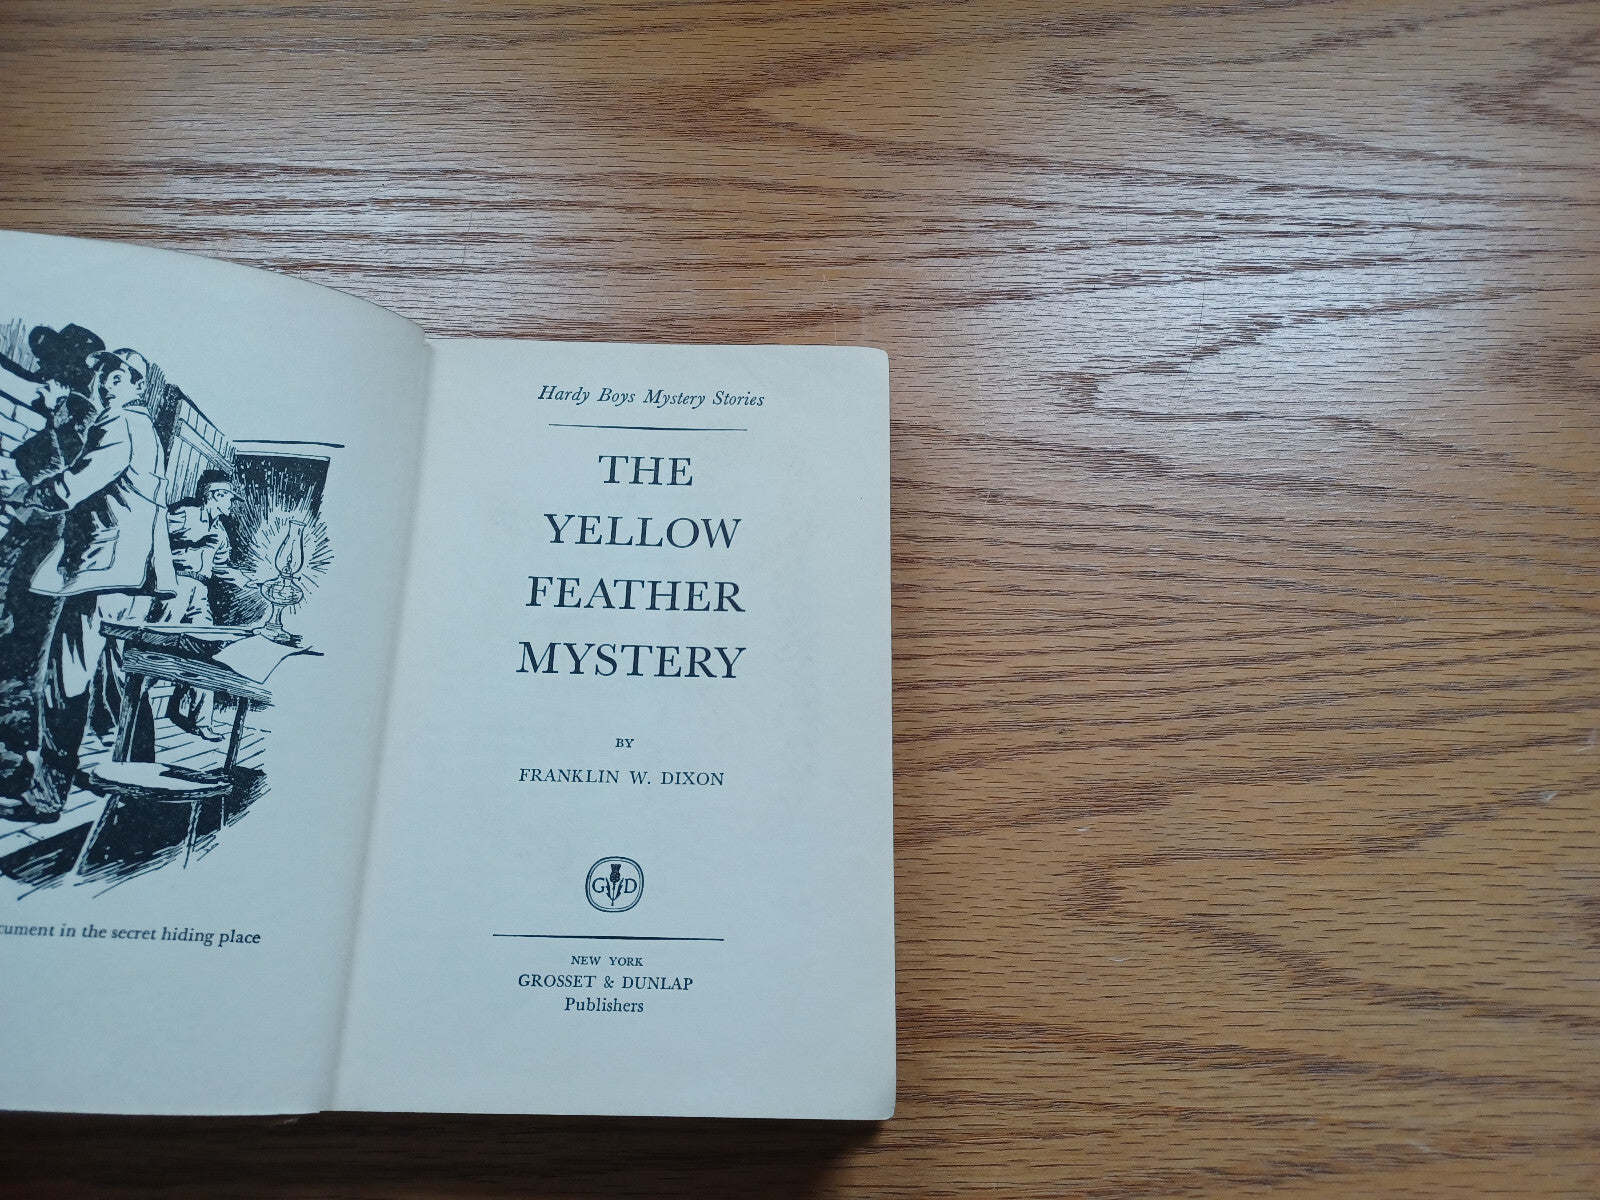 cument in the secret hiding place
Hardy Boys Mystery Stories
THE
YELLOW
FEATHER
MYSTERY
BY
FRANKLIN W. DIXON
G D
NEW YORK
GROSSET & DUNLAP
Publishers